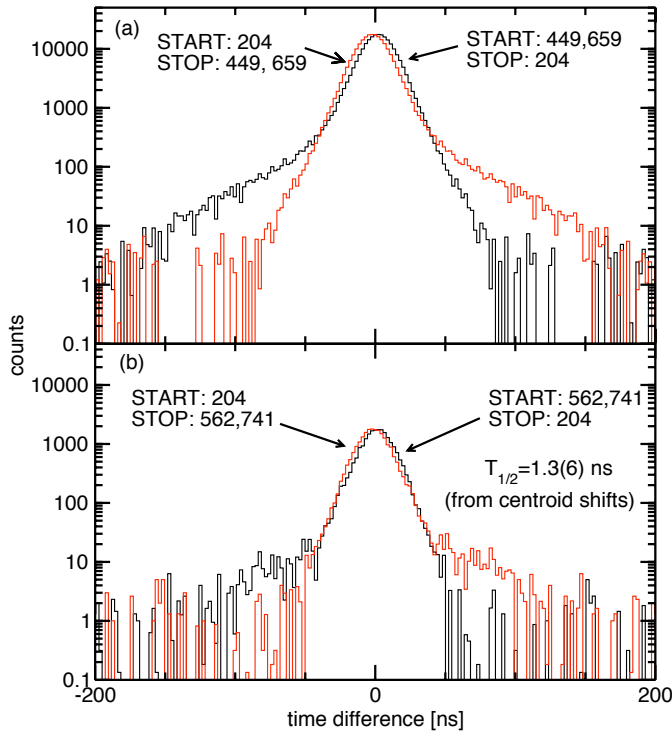 (a)
START: 204
STOP: 449, 659
START: 449,659
STOP: 204
10000
1000
100
10
1
0.1
counts
(b)
START: 204
STOP: 562,741
START: 562,741
STOP: 204
T1/2=1.3(6) ns
(from centroid shifts)
10000
1000
100
10
1
0.1
-200
0
200
time difference [ns]